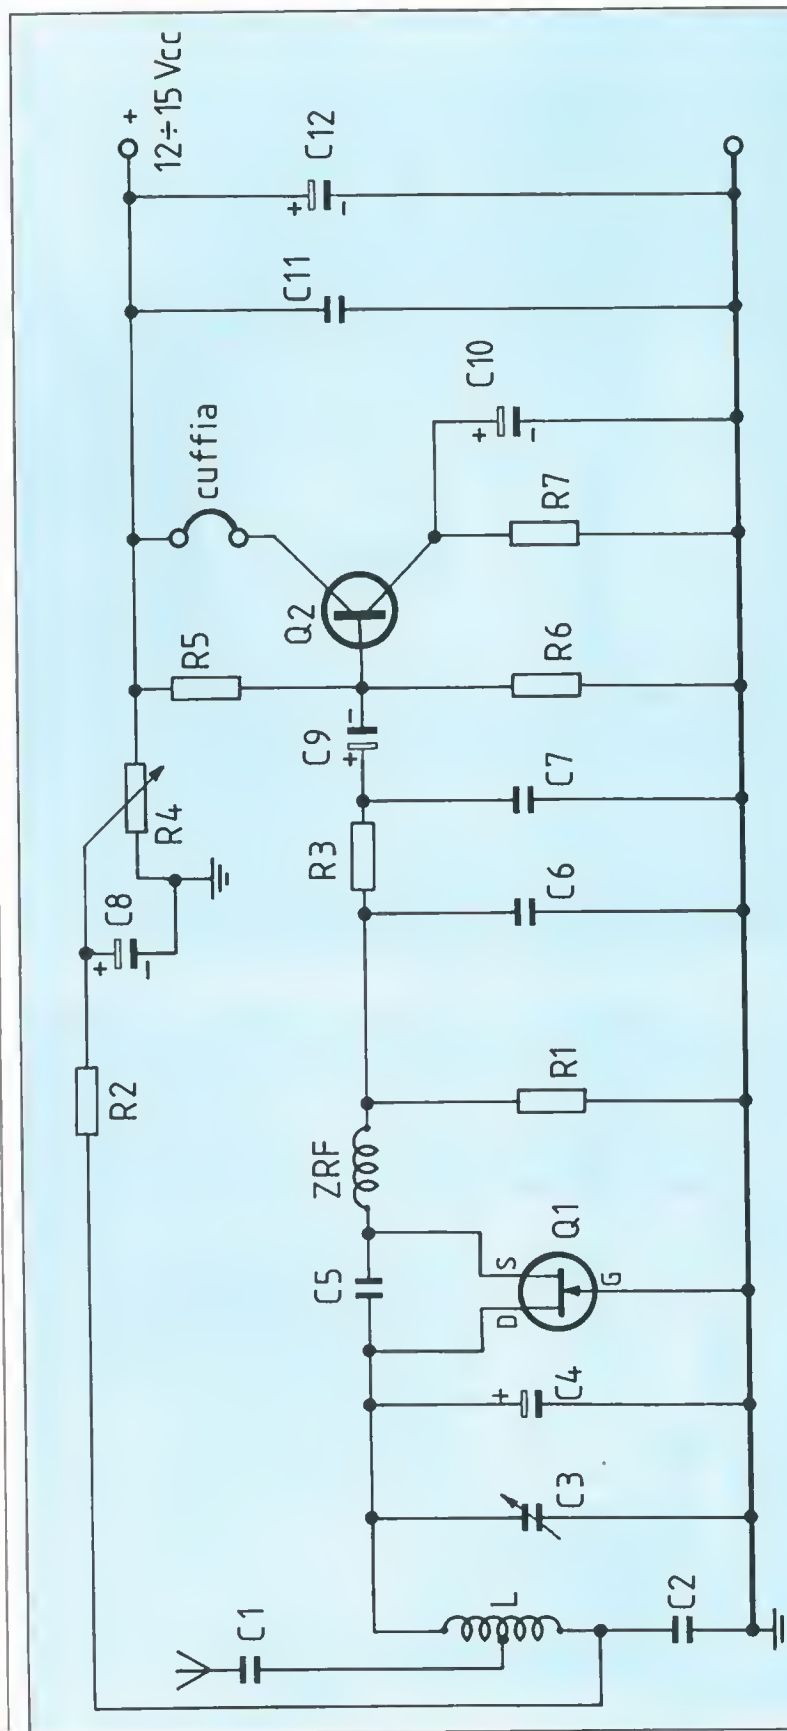 C1
L
C2
C3
C4
+
D
S
G
Q1
C5
ZRF
R1
R2
C8
+
-
R4
R3
C6
C7
C9
+
-
R5
R6
Q2
cuffia
R7
C10
+
-
C11
C12
+
-
+
12÷15 Vcc